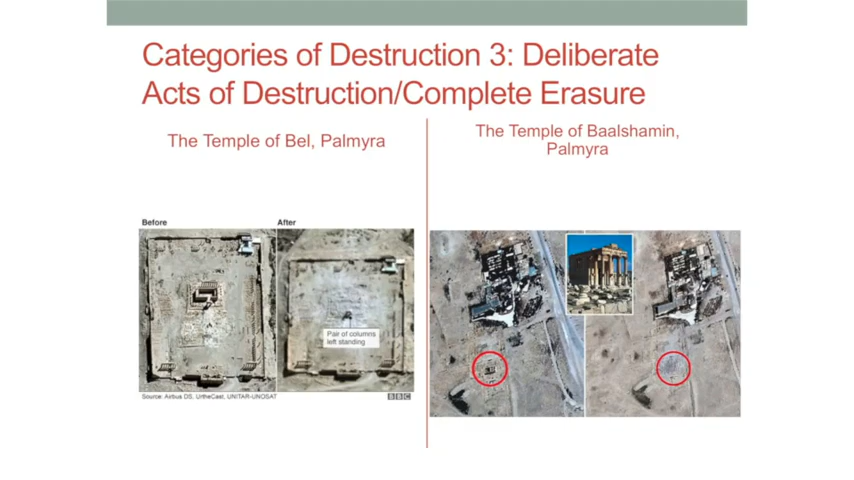 Categories of Destruction 3: Deliberate
Acts of Destruction/Complete Erasure
The Temple of Bel, Palmyra
The Temple of Baalshamin,
Palmyra
Before
After
Pair of columns
left standing
Source: Airbus DS, UrtheCast, UNITAR-UNOSAT
BBC